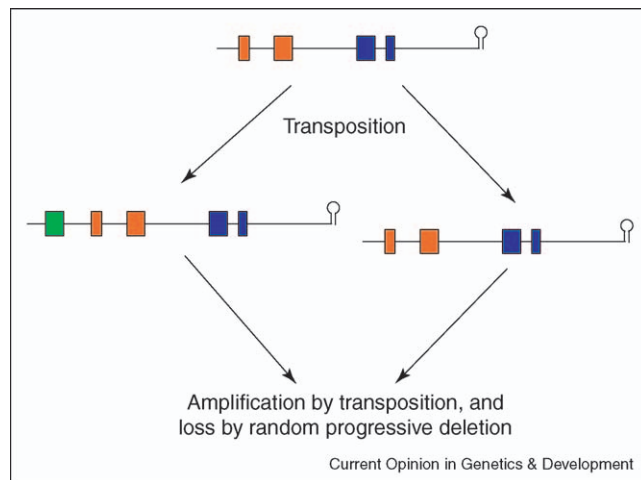 Transposition
Amplification by transposition, and
loss by random progressive deletion
Current Opinion in Genetics & Development